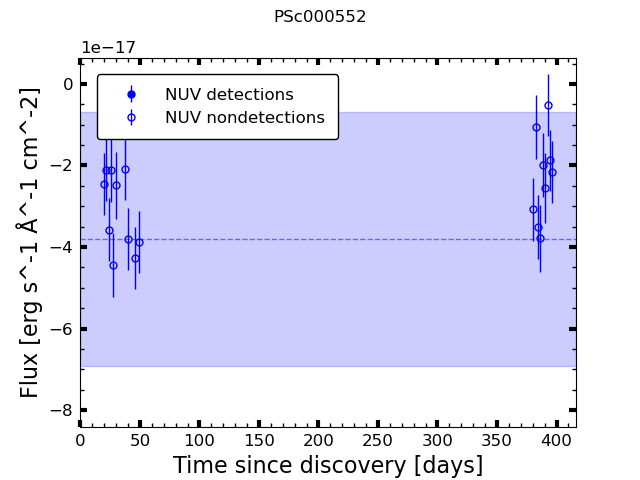 PSc000552
1e−17
NUV detections
NUV nondetections
0
−2
−4
−6
−8
Flux [erg s^-1 Å^-1 cm^-2]
0 50 100 150 200 250 300 350 400
Time since discovery [days]